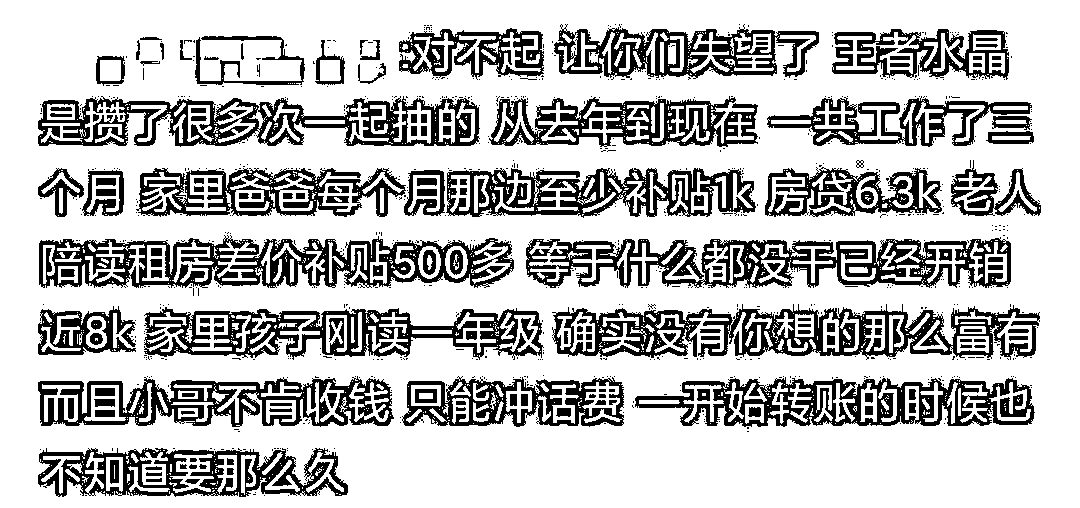 :对不起 让你们失望了 王者水晶
是攒了很多次一起抽的 从去年到现在 一共工作了三
个月 家里爸爸每个月那边至少补贴1k 房贷6.3k 老人
陪读租房差价补贴500多 等于什么都没干已经开销
近8k 家里孩子刚读一年级 确实没有你想的那么富有
而且小哥不肯收钱 只能冲话费 一开始转账的时候也
不知道要那么久